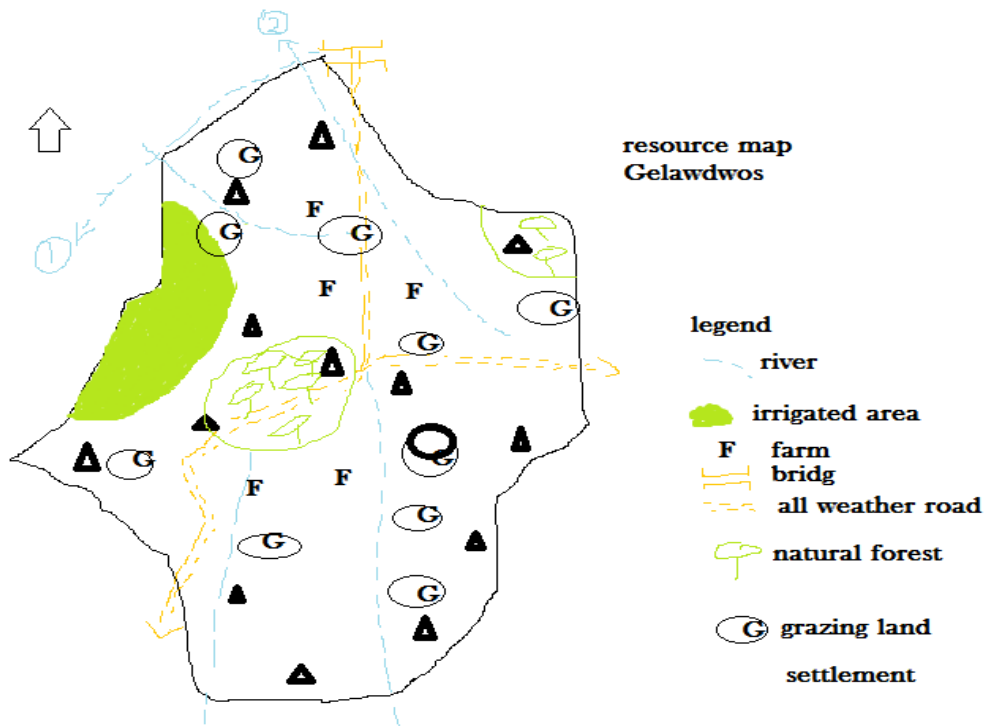 2
resource map
Gelawdwos
G
F
G
G
1
G
F
F
G
legend
river
irrigated area
F farm
bridg
all weather road
natural forest
G grazing land
settlement
G
G
G
F
F
G
G
G